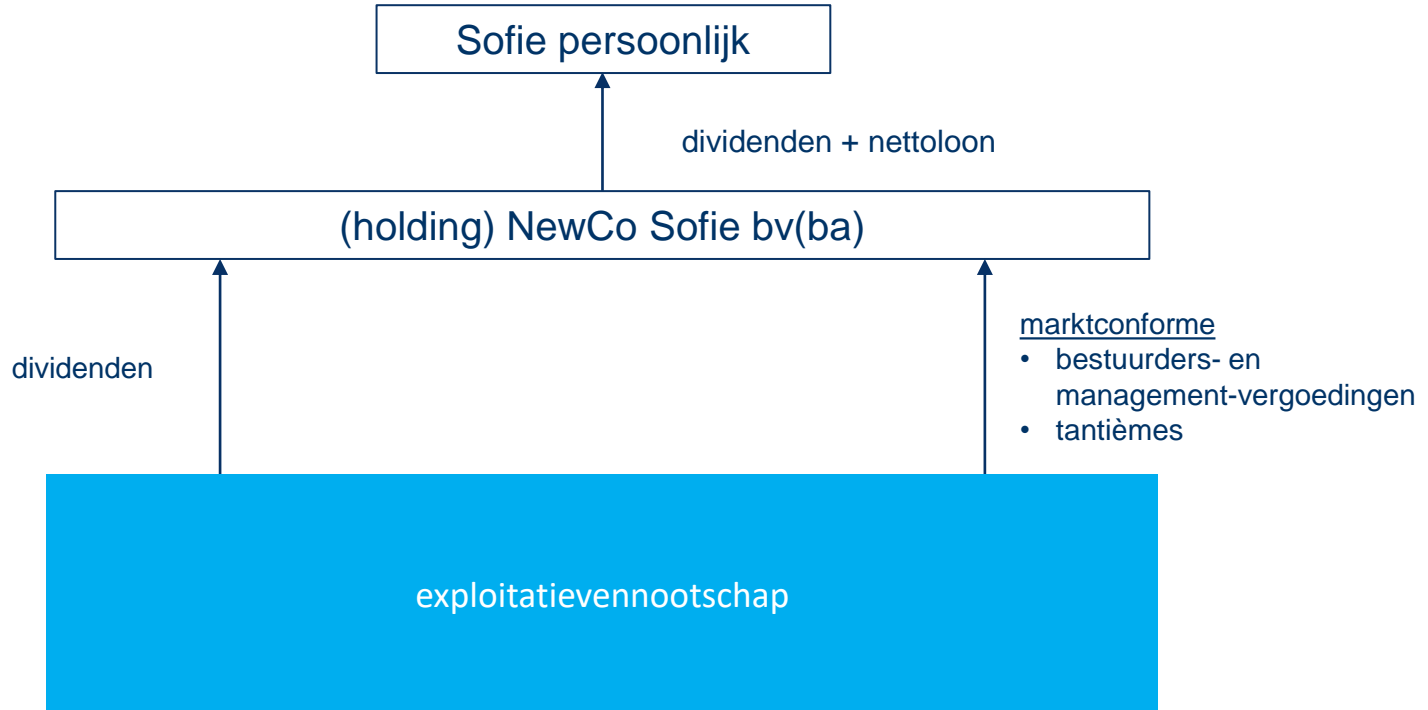 Sofie persoonlijk
dividenden + nettoloon
(holding) NewCo Sofie bv(ba)
dividenden
marktconforme
• bestuurders- en
management-vergoedingen
• tantièmes
exploitatievennootschap